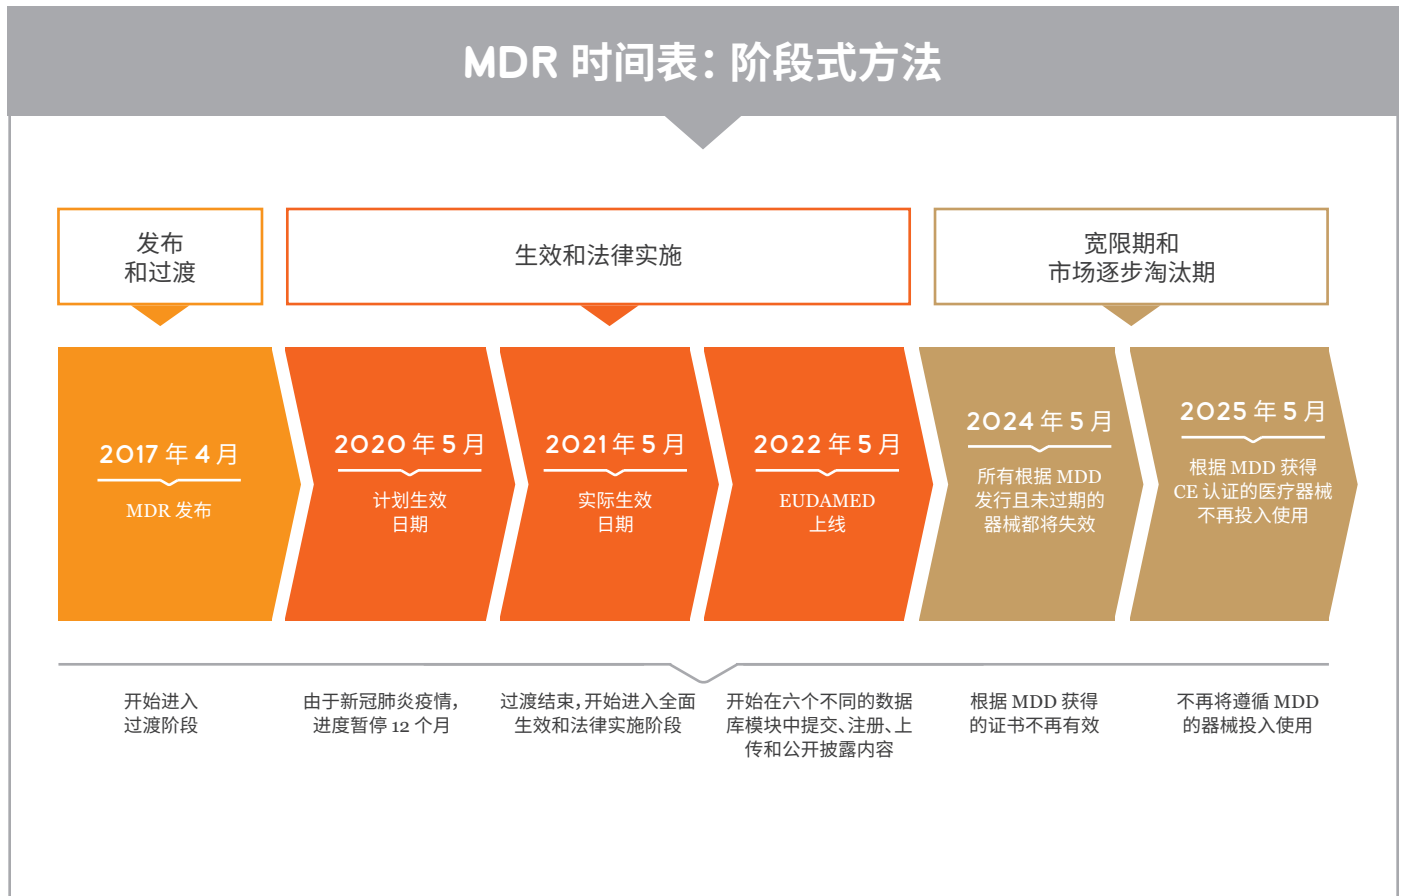 MDR 时间表：阶段式方法
发布
和过渡
生效和法律实施
宽限期和
市场逐步淘汰期
2017 年 4 月
MDR 发布
2020 年 5 月
计划生效
日期
2021 年 5 月
实际生效
日期
2022 年 5 月
EUDAMED
上线
2024 年 5 月
所有根据 MDD
发行且未过期的
器械都将失效
2025 年 5 月
根据 MDD 获得
CE 认证的医疗器械
不再投入使用
开始进入
过渡阶段
由于新冠肺炎疫情，
进度暂停 12 个月
过渡结束，开始进入全面
生效和法律实施阶段
开始在六个不同的数据
库模块中提交、注册、上
传和公开披露内容
根据 MDD 获得
的证书不再有效
不再将遵循 MDD
的器械投入使用